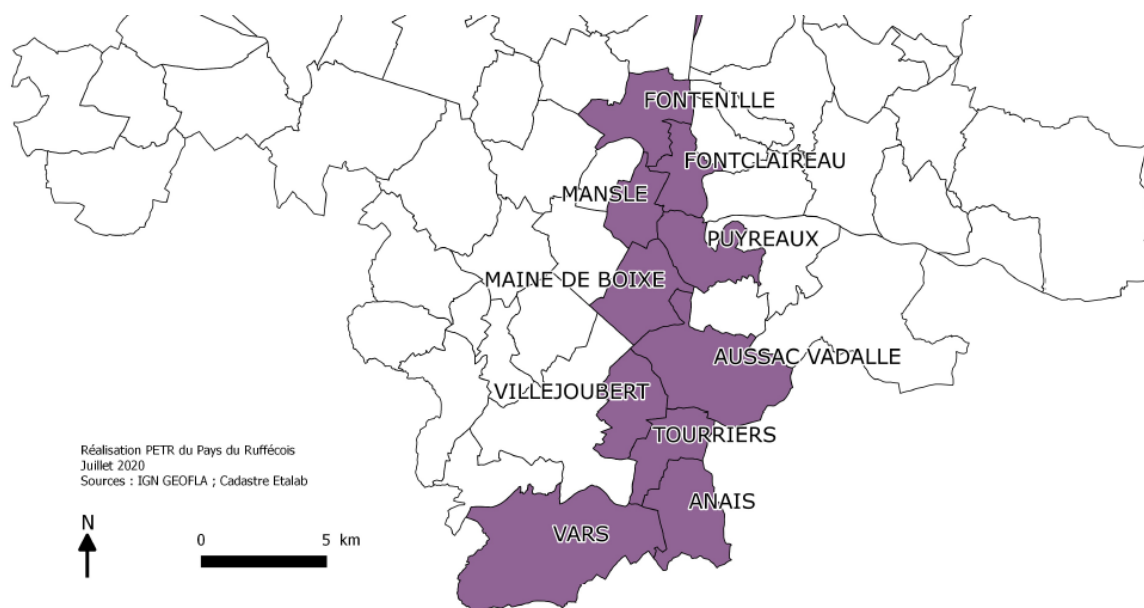 FONTENILLE
FONTCLAIREAU
MANSLE
PUYREAUX
MAINE DE BOIXE
AUSSAC VADALLE
VILLEJOUBERT
TOURRIERS
Réalisation PETR du Pays du RufFécois
Juillet 2020
Sources : IGN GEOFLA ; Cadastre Etalab
ANAIS
N
VARS
0 5 km